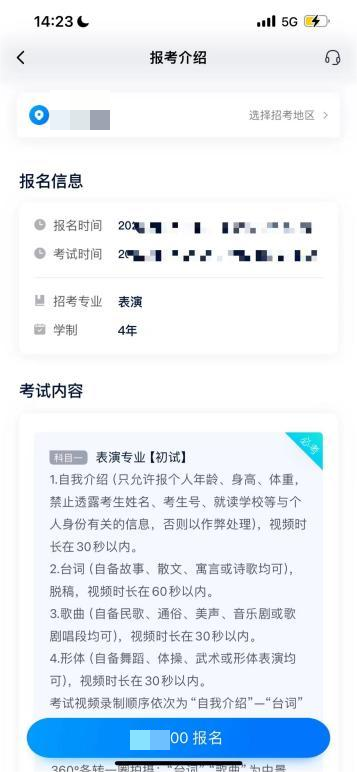 14:23
5G
报考介绍
选择招考地区
报名信息
报名时间 202
考试时间 20
招考专业 表演
学制 4年
考试内容
必考
科目一 表演专业【初试】
1.自我介绍（只允许报个人年龄、身高、体重，
禁止透露考生姓名、考生号、就读学校等与个
人身份有关的信息，否则以作弊处理)，视频时
长在30秒以内。
2.台词（自备故事、散文、寓言或诗歌均可)，
脱稿，视频时长在60秒以内。
3.歌曲（自备民歌、通俗、美声、音乐剧或歌
剧唱段均可)，视频时长在30秒以内。
4.形体（自备舞蹈、体操、武术或形体表演均
可)，视频时长在30秒以内。
考试视频录制顺序依次为“自我介绍”—“台词”
00 报名
360°各转一圈拍摄；“台词”“歌曲”为中景